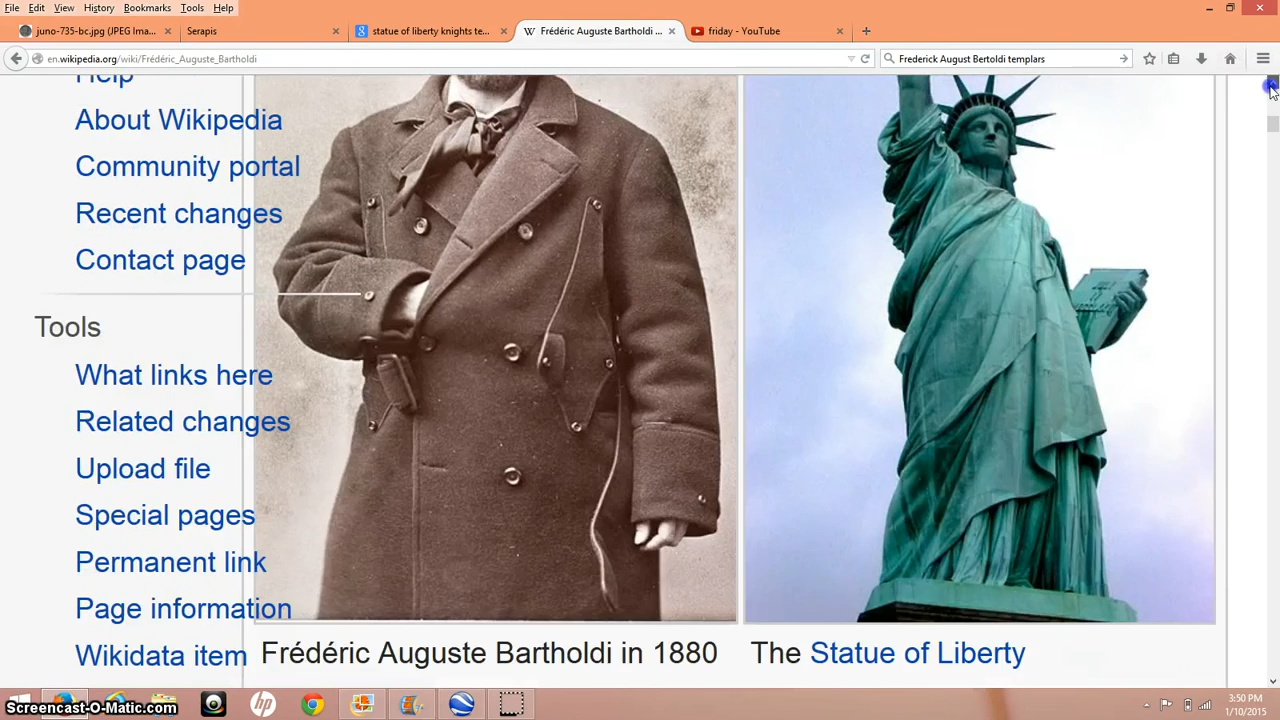 File Edit View History Bookmarks Tools Help
juno-735-bc.jpg (JPEG Ima...
Serapis
statue of liberty knights te...
Frédéric Auguste Bartholdi ...
friday - YouTube
en.wikipedia.org/wiki/Frédéric_Auguste_Bartholdi
Frederick August Bertoldi templars
Help
About Wikipedia
Community portal
Recent changes
Contact page
Tools
What links here
Related changes
Upload file
Special pages
Permanent link
Page information
Wikidata item
Frédéric Auguste Bartholdi in 1880
The Statue of Liberty
Screencast-O-Matic.com
3:50 PM
1/10/2015